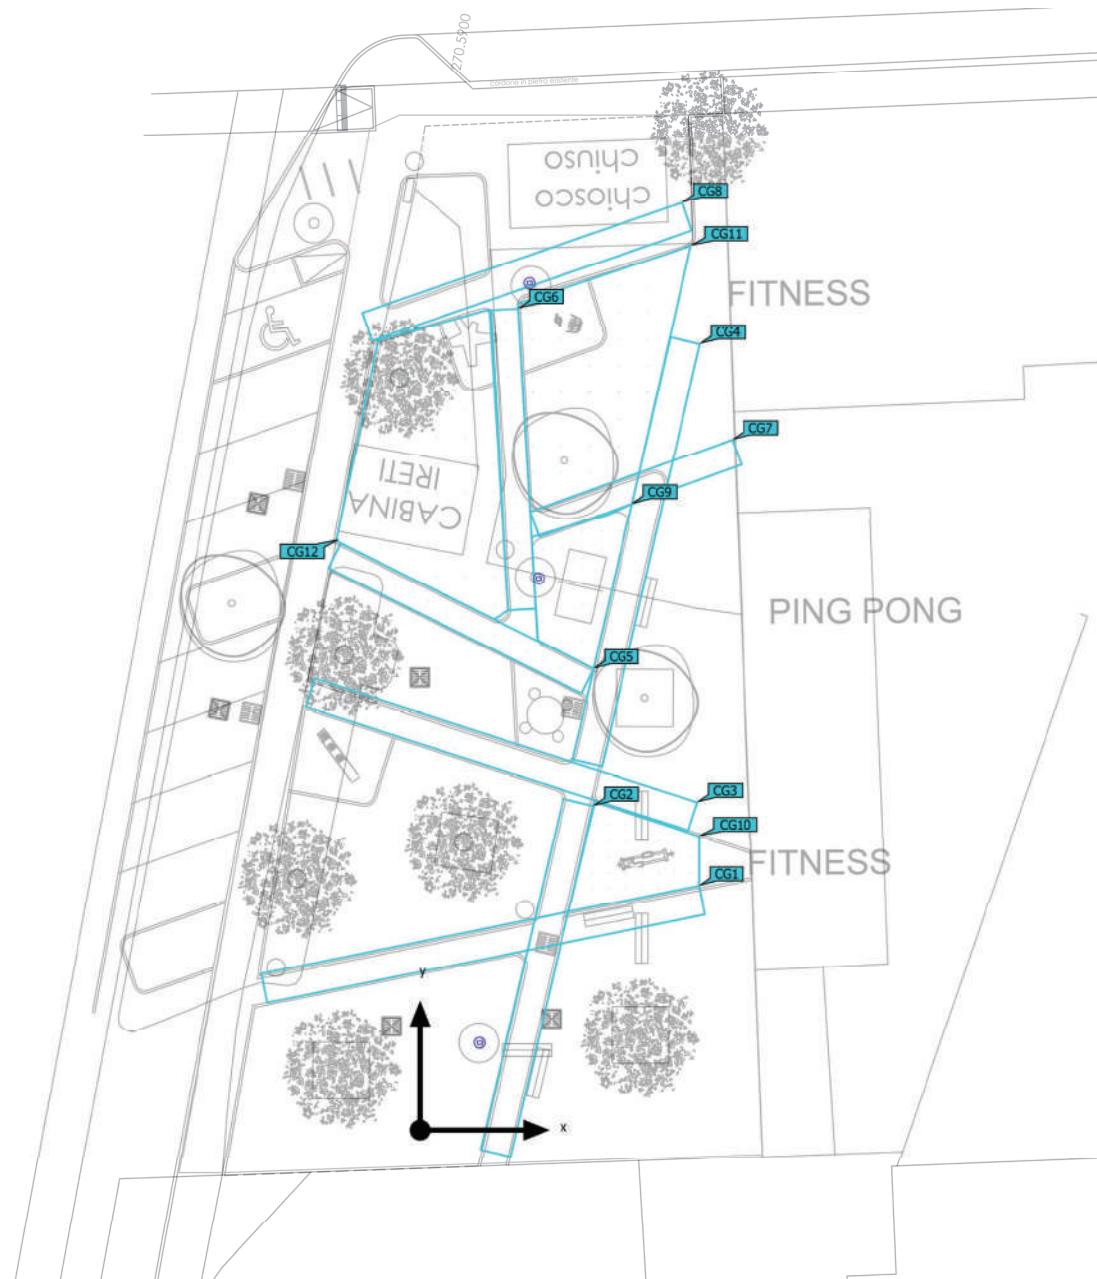 270.5900
cordone in pietra esistente
chiuso
chiosco
CG8
CG11
FITNESS
CG6
CG4
CG7
CABINA
IRETI
CG9
CG12
PING PONG
CG5
CG3
CG2
CG10
FITNESS
CG1
y
x